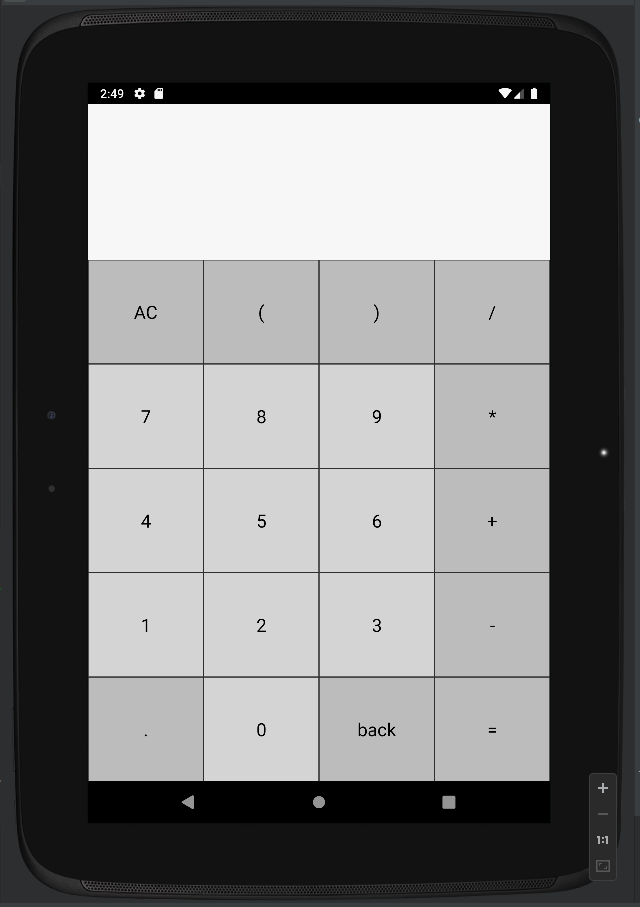 2:49
AC ( ) /
7 8 9 *
4 5 6 +
1 2 3 -
. 0 back =
+
-
1:1